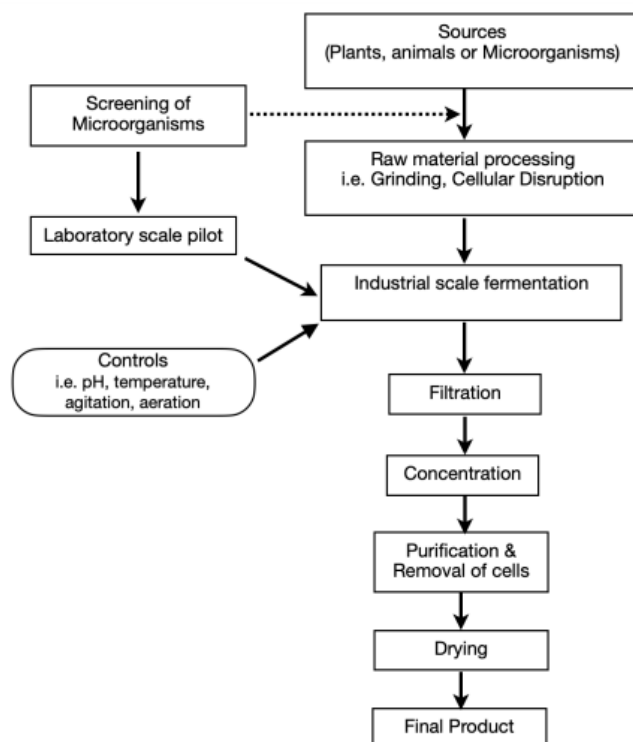 Sources
(Plants, animals or Microorganisms)
Screening of
Microorganisms
Raw material processing
i.e. Grinding, Cellular Disruption
Laboratory scale pilot
Industrial scale fermentation
Controls
i.e. pH, temperature,
agitation, aeration
Filtration
Concentration
Purification &
Removal of cells
Drying
Final Product